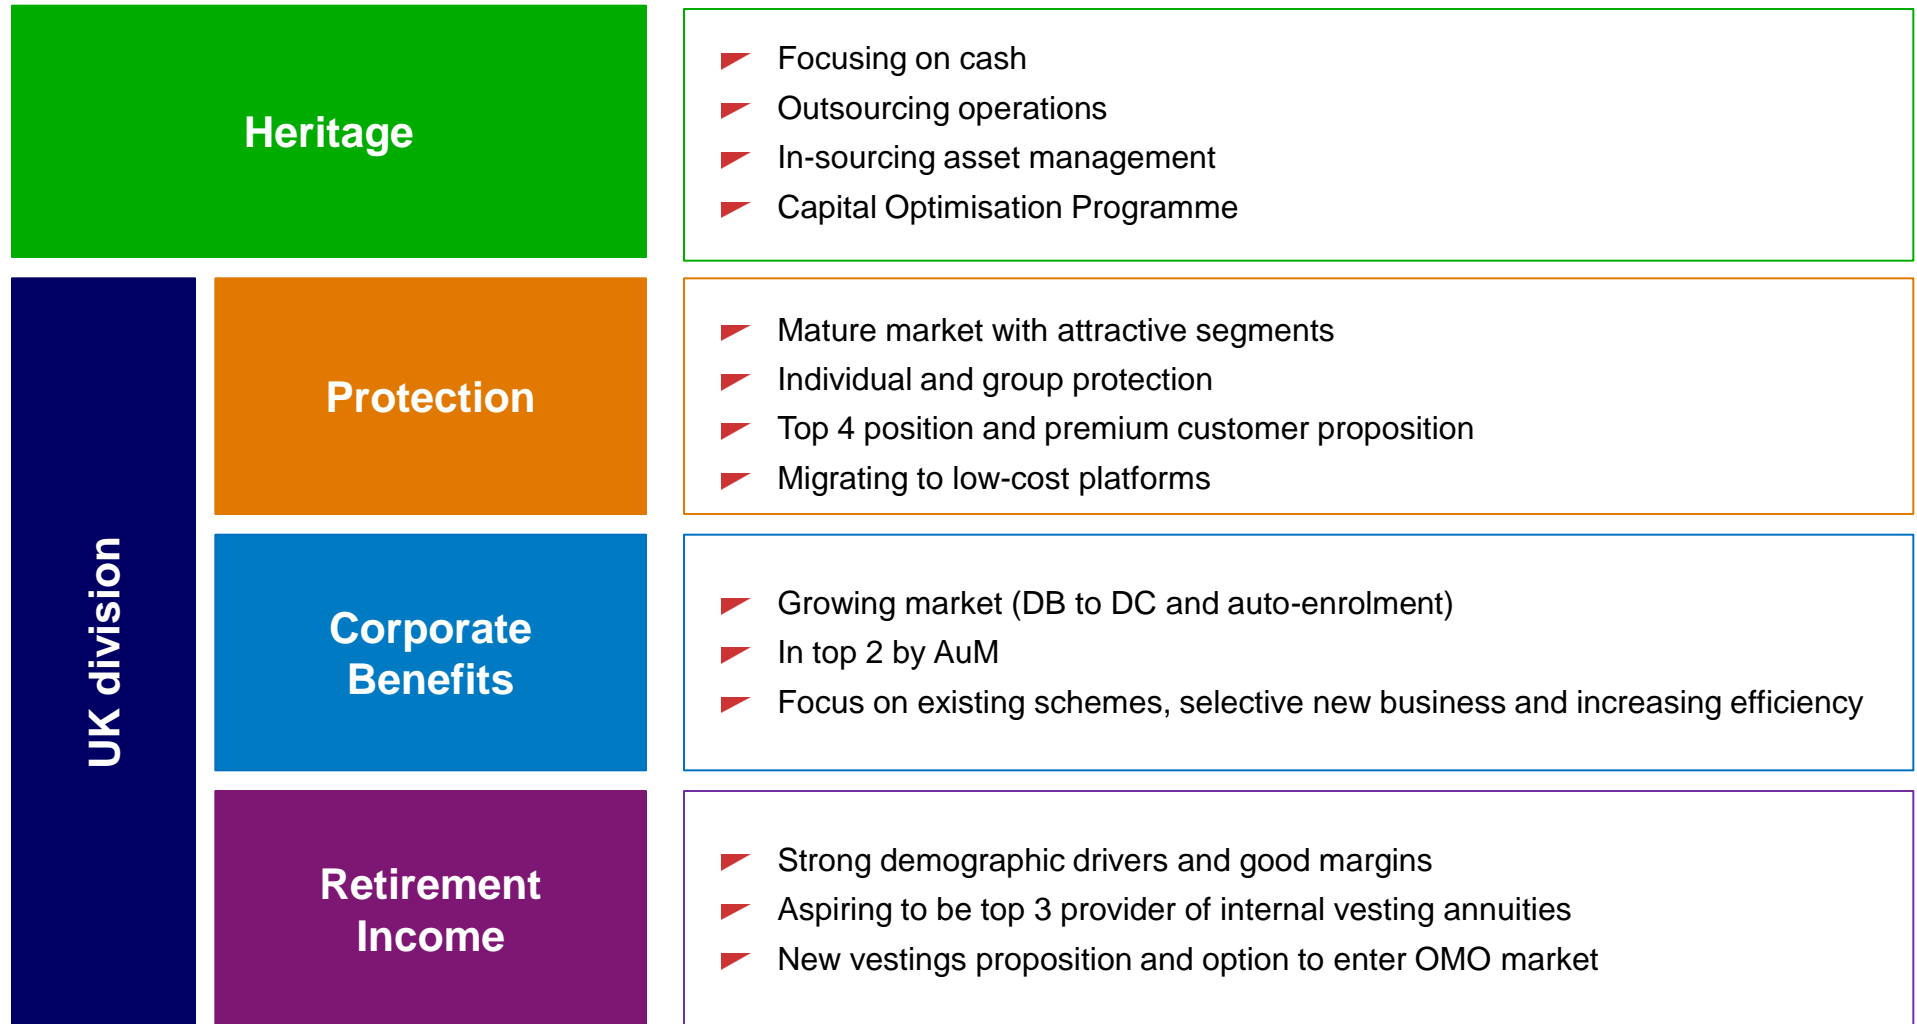 Heritage
Focusing on cash
Outsourcing operations
In-sourcing asset management
Capital Optimisation Programme
UK division
Protection
Mature market with attractive segments
Individual and group protection
Top 4 position and premium customer proposition
Migrating to low-cost platforms
Corporate
Benefits
Growing market (DB to DC and auto-enrolment)
In top 2 by AuM
Focus on existing schemes, selective new business and increasing efficiency
Retirement
Income
Strong demographic drivers and good margins
Aspiring to be top 3 provider of internal vesting annuities
New vestings proposition and option to enter OMO market